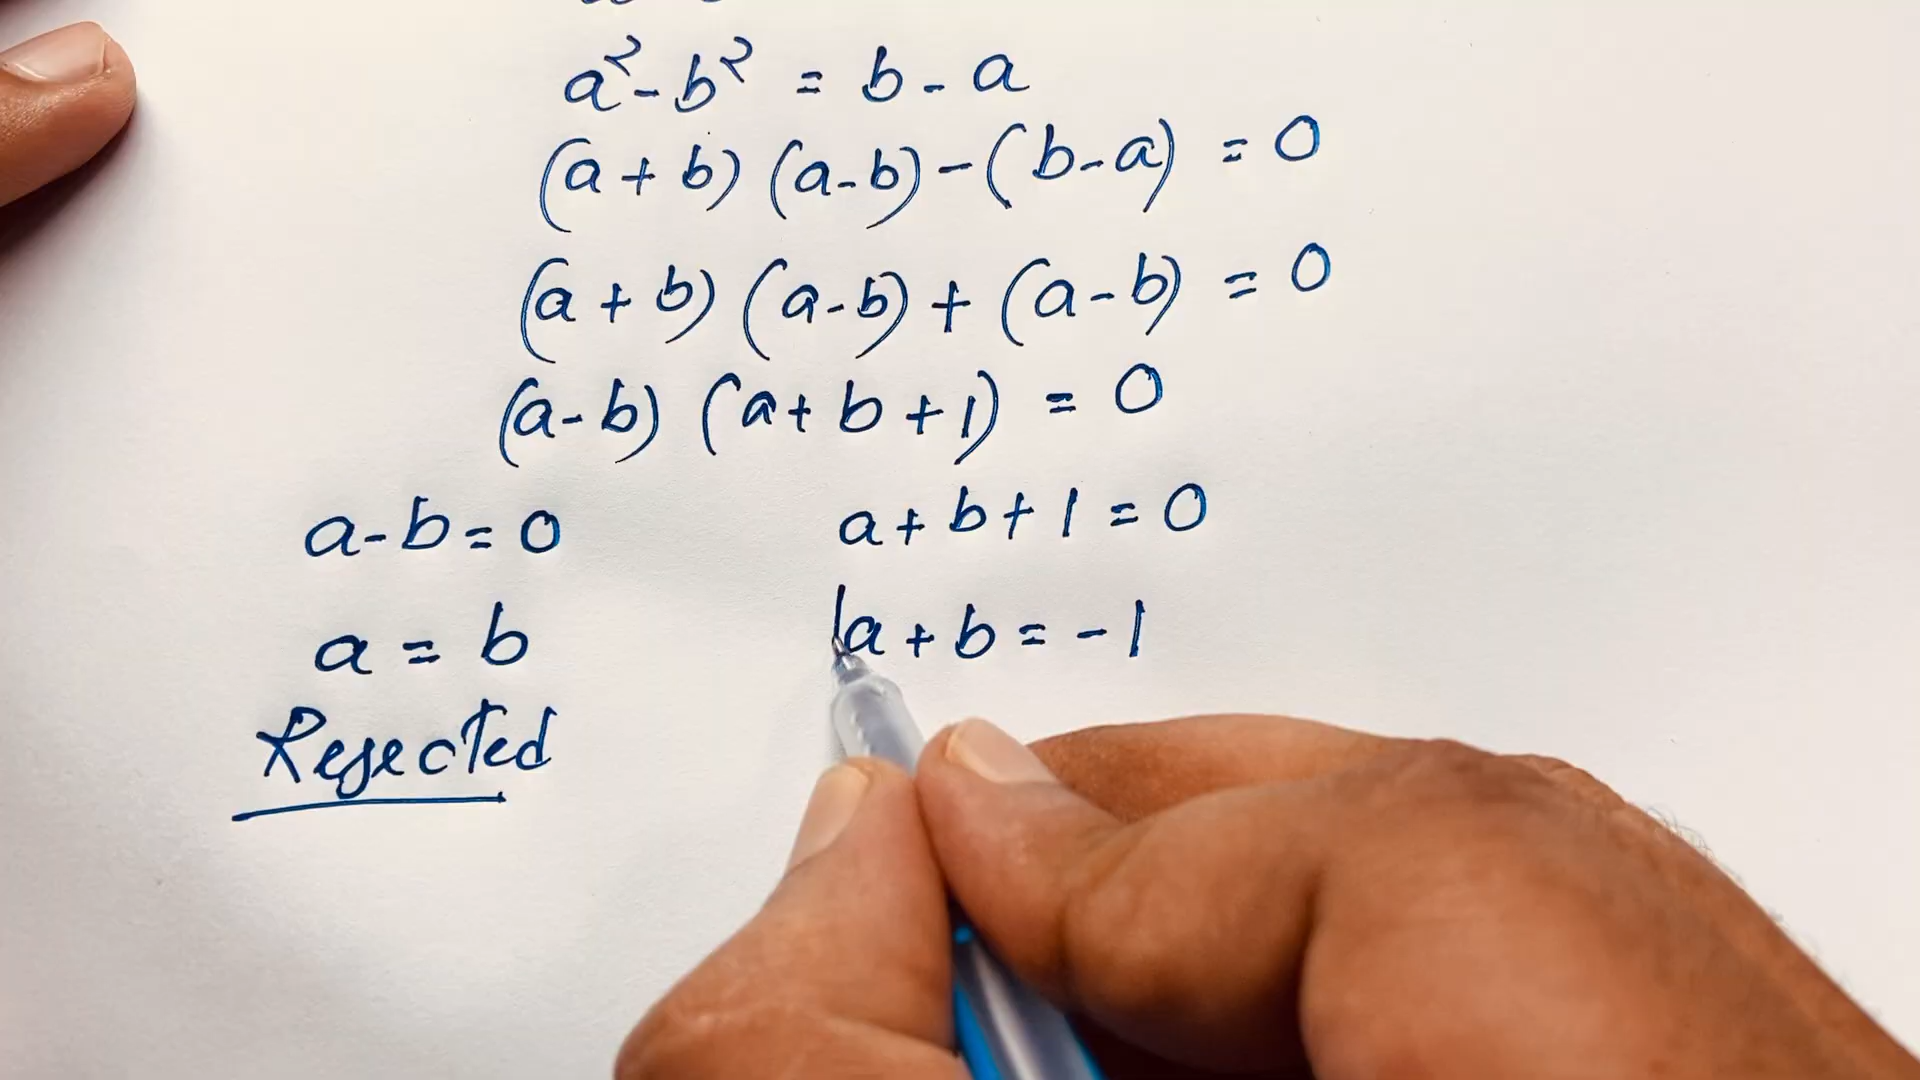 a² - b² = b - a
(a + b) (a - b) - (b - a) = 0
(a + b) (a - b) + (a - b) = 0
(a - b) (a + b + 1) = 0
a - b = 0
a + b + 1 = 0
a = b
a + b = -1
Rejected